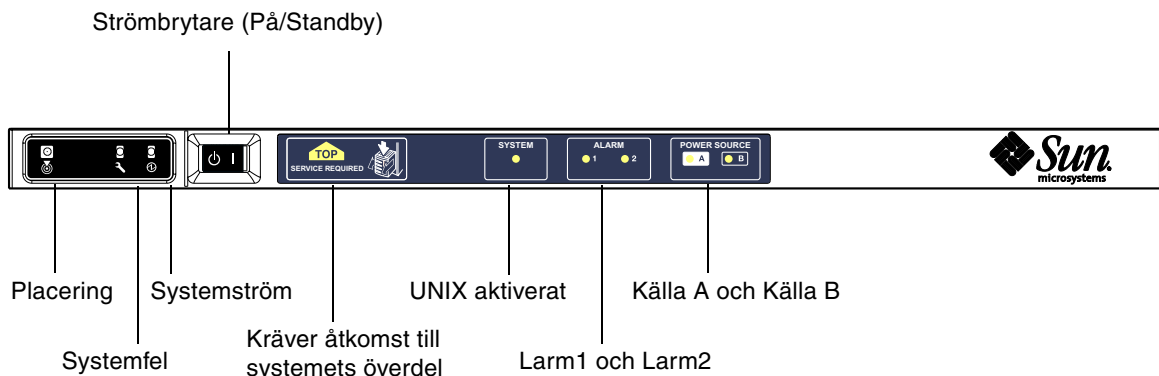 Strömbrytare (På/Standby)
TOP
SERVICE REQUIRED
SYSTEM
ALARM
1 2
POWER SOURCE
A B
Sun
microsystems
Placering
Systemström
UNIX aktiverat
Källa A och Källa B
Systemfel
Kräver åtkomst till
systemets överdel
Larm1 och Larm2